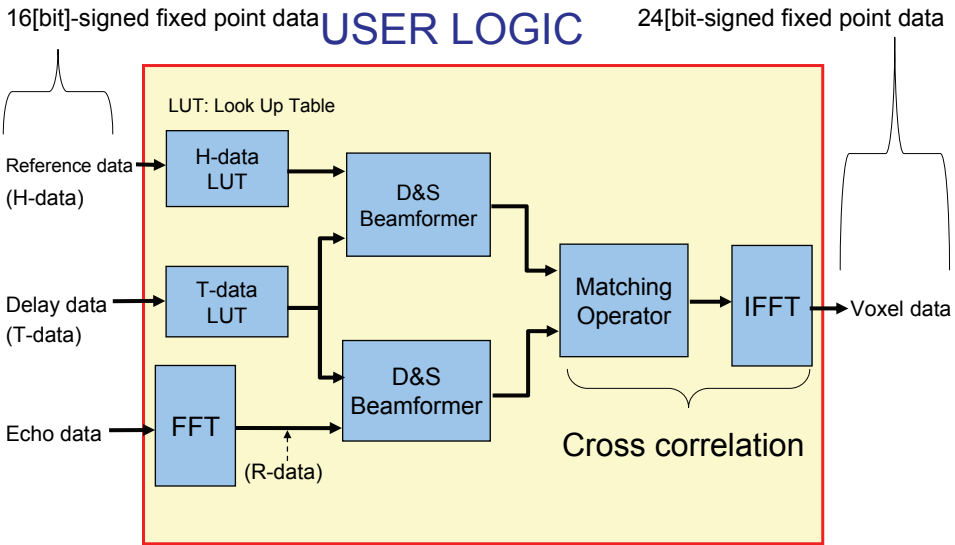 16[bit]-signed fixed point data
USER LOGIC
24[bit-signed fixed point data
LUT: Look Up Table
Reference data
(H-data)
H-data
LUT
D&S
Beamformer
Delay data
(T-data)
T-data
LUT
Matching
Operator
IFFT
Voxel data
Echo data
FFT
(R-data)
D&S
Beamformer
Cross correlation